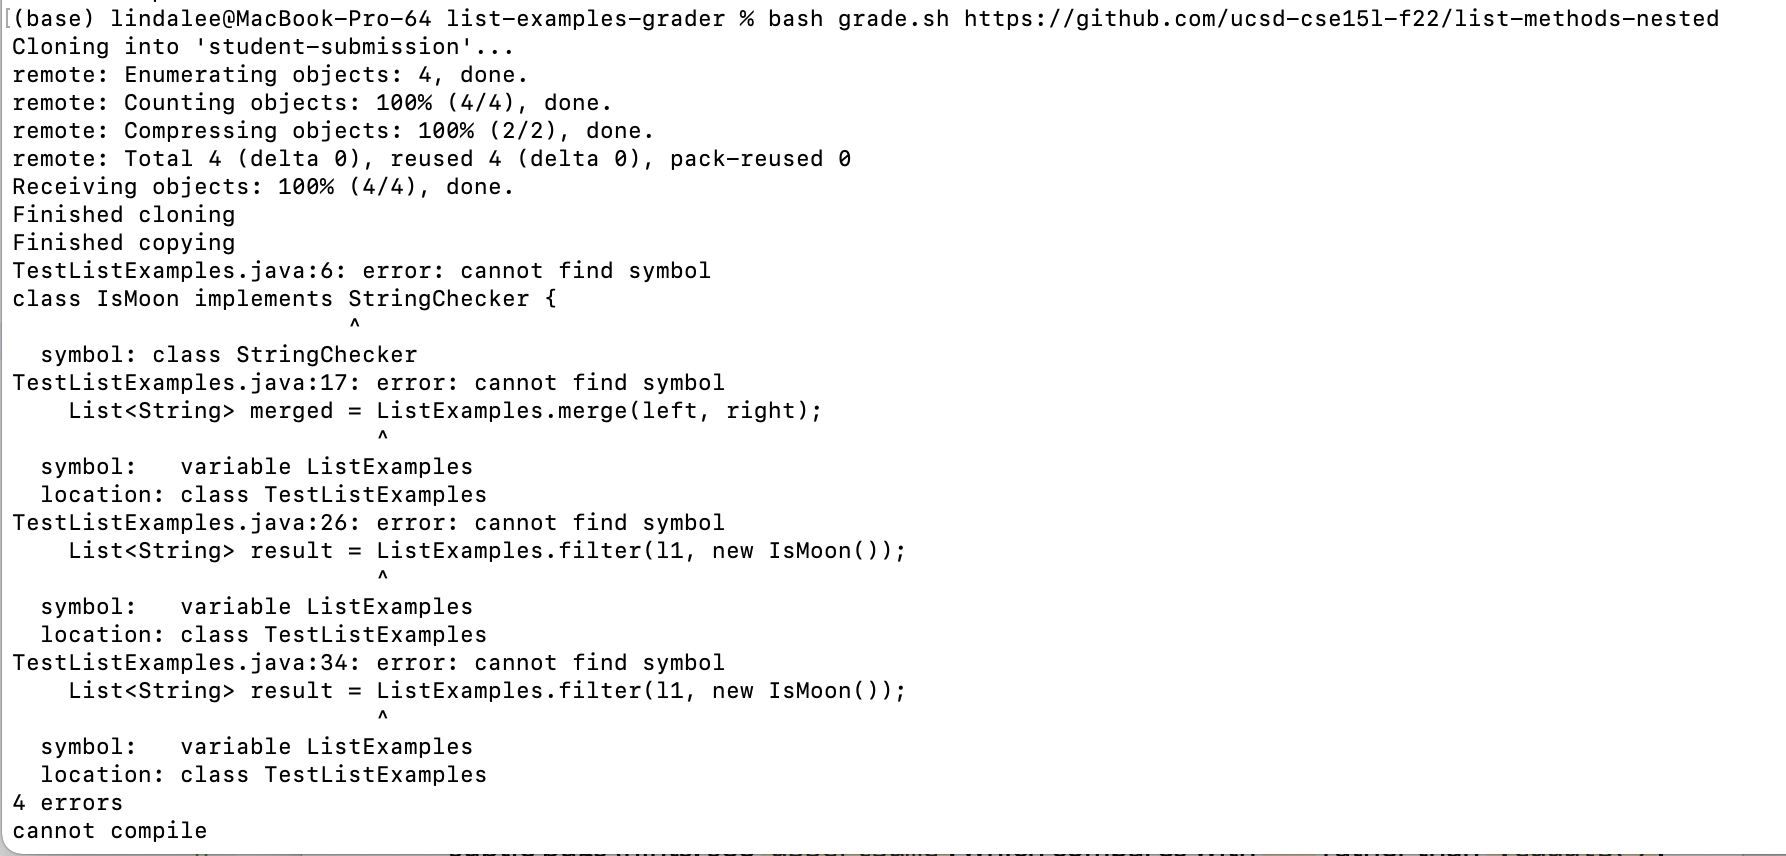 [(base) lindalee@MacBook-Pro-64 list-examples-grader % bash grade.sh https://github.com/ucsd-cse15l-f22/list-methods-nested
Cloning into 'student-submission'...
remote: Enumerating objects: 4, done.
remote: Counting objects: 100% (4/4), done.
remote: Compressing objects: 100% (2/2), done.
remote: Total 4 (delta 0), reused 4 (delta 0), pack-reused 0
Receiving objects: 100% (4/4), done.
Finished cloning
Finished copying
TestListExamples.java:6: error: cannot find symbol
class IsMoon implements StringChecker {
                        ^
  symbol: class StringChecker
TestListExamples.java:17: error: cannot find symbol
    List<String> merged = ListExamples.merge(left, right);
                          ^
  symbol:   variable ListExamples
  location: class TestListExamples
TestListExamples.java:26: error: cannot find symbol
    List<String> result = ListExamples.filter(l1, new IsMoon());
                          ^
  symbol:   variable ListExamples
  location: class TestListExamples
TestListExamples.java:34: error: cannot find symbol
    List<String> result = ListExamples.filter(l1, new IsMoon());
                          ^
  symbol:   variable ListExamples
  location: class TestListExamples
4 errors
cannot compile